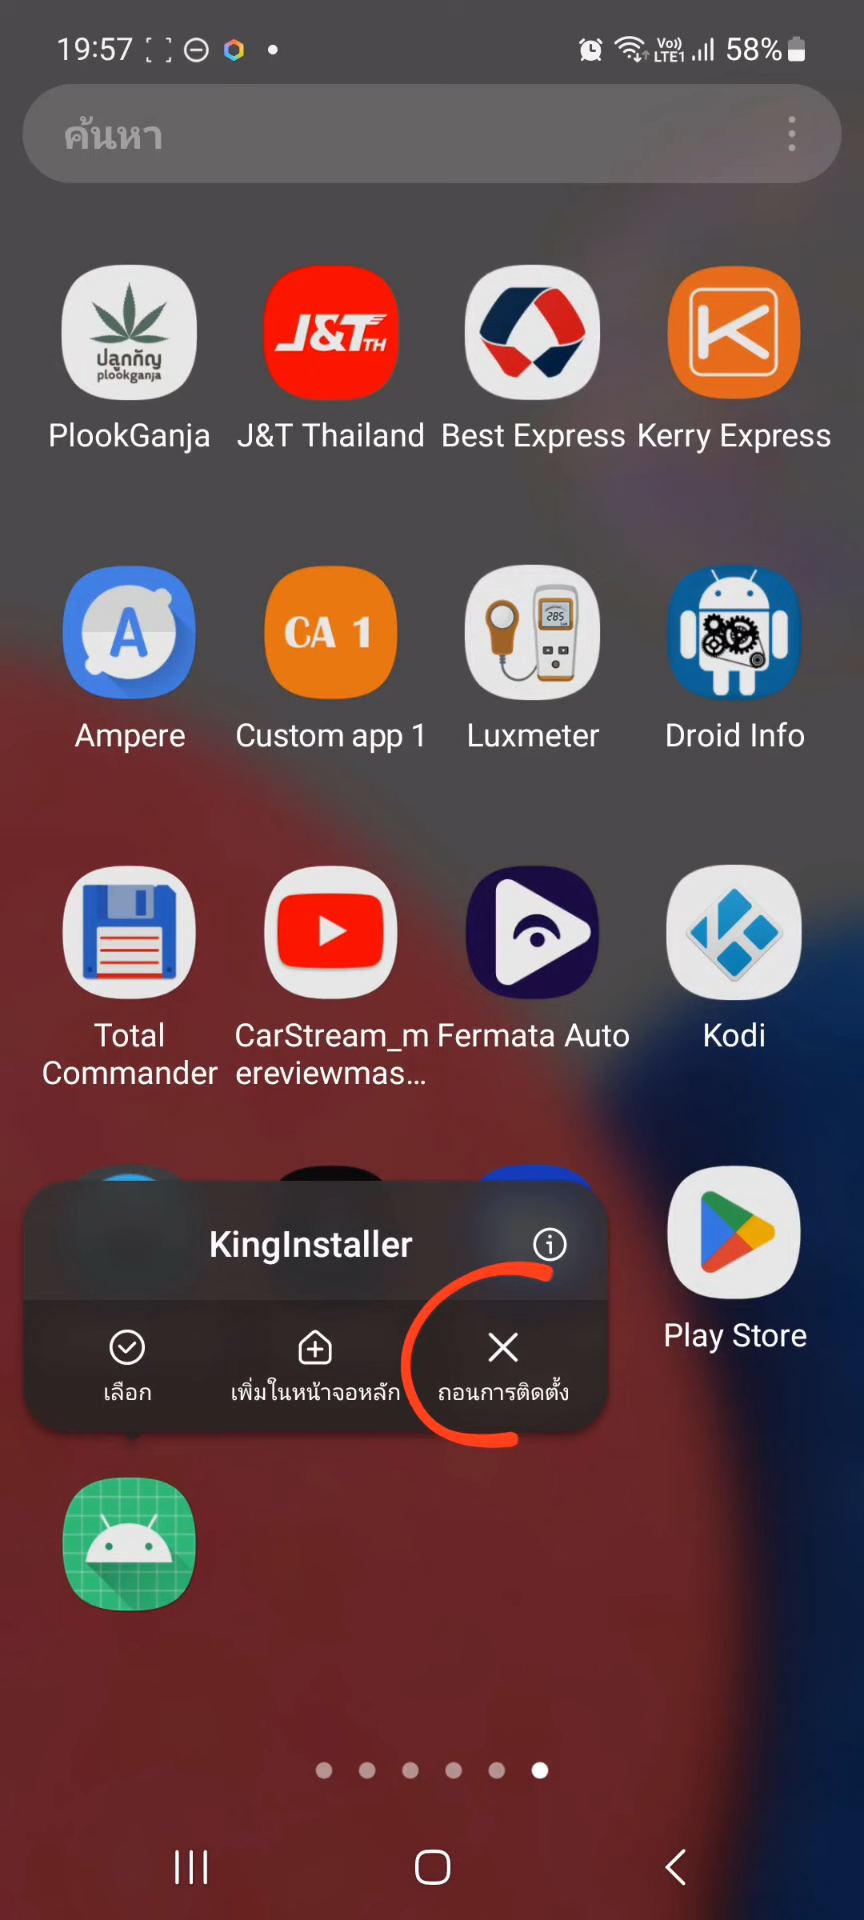 19:57
Vo))
LTE1
58%
ค้นหา
ปลูกกัญ
plookganja
J&T TH
K
PlookGanja
J&T Thailand
Best Express
Kerry Express
A
CA 1
285
Ampere
Custom app 1
Luxmeter
Droid Info
Total
Commander
CarStream_m
ereviewmas...
Fermata Auto
Kodi
KingInstaller
เลือก
เพิ่มในหน้าจอหลัก
ถอนการติดตั้ง
Play Store